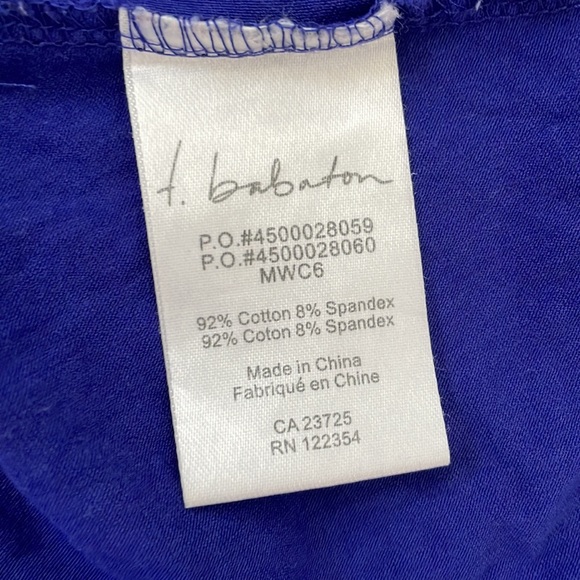 t. babaton
P.O.#4500028059
P.O.#4500028060
MWC6
92% Cotton 8% Spandex
92% Coton 8% Spandex
Made in China
Fabriqué en Chine
CA 23725
RN 122354